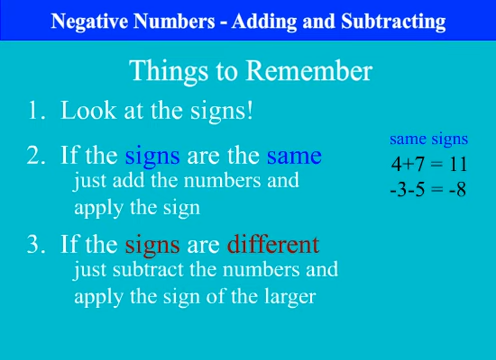 Negative Numbers - Adding and Subtracting
Things to Remember
1. Look at the signs!
2. If the signs are the same
just add the numbers and
apply the sign
same signs
4+7 = 11
-3-5 = -8
3. If the signs are different
just subtract the numbers and
apply the sign of the larger